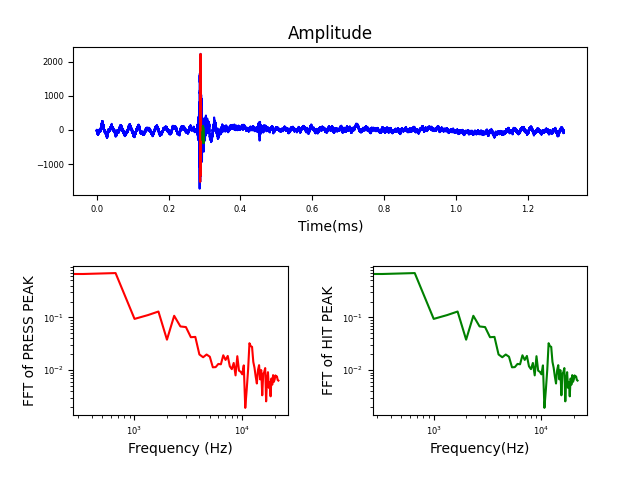 Amplitude
2000
1000
0
−1000
0.0 0.2 0.4 0.6 0.8 1.0 1.2
Time(ms)
FFT of PRESS PEAK
10⁻¹
10⁻²
10³ 10⁴
Frequency (Hz)
FFT of HIT PEAK
10⁻¹
10⁻²
10³ 10⁴
Frequency(Hz)